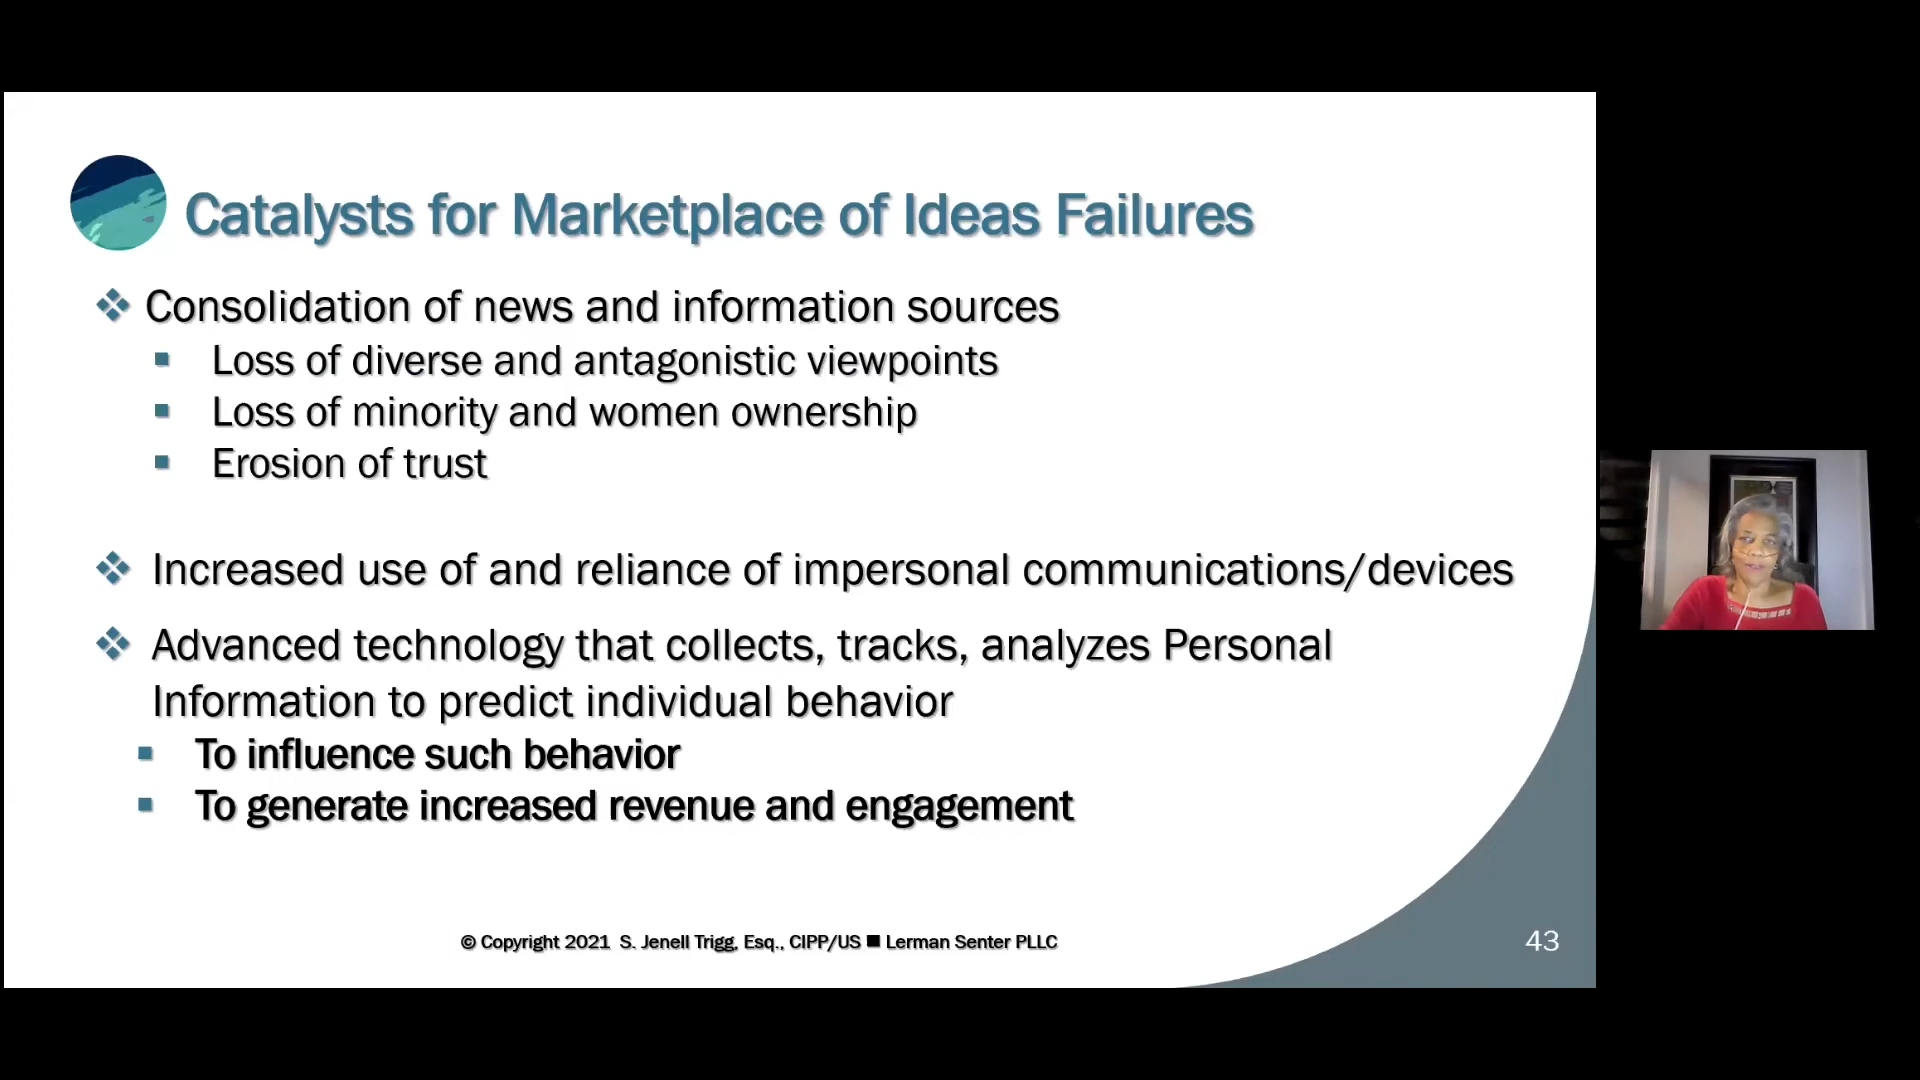 Catalysts for Marketplace of Ideas Failures
Consolidation of news and information sources
Loss of diverse and antagonistic viewpoints
Loss of minority and women ownership
Erosion of trust
Increased use of and reliance of impersonal communications/devices
Advanced technology that collects, tracks, analyzes Personal
Information to predict individual behavior
To influence such behavior
To generate increased revenue and engagement
© Copyright 2021 S. Jenell Trigg, Esq., CIPP/US ■ Lerman Senter PLLC
43